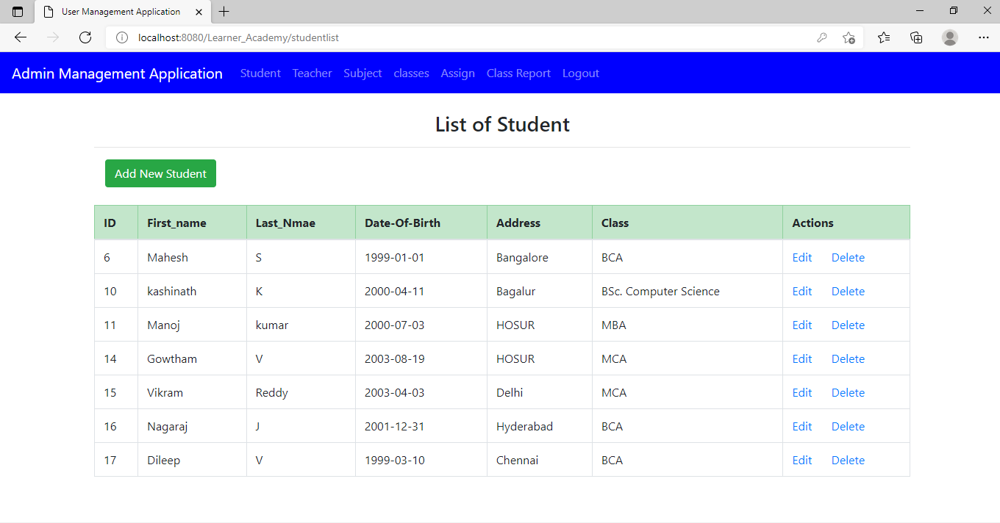 User Management Application
localhost:8080/Learner_Academy/studentlist
Admin Management Application Student Teacher Subject classes Assign Class Report Logout
List of Student
Add New Student
ID First_name Last_Nmae Date-Of-Birth Address Class Actions
6 Mahesh S 1999-01-01 Bangalore BCA Edit Delete
10 kashinath K 2000-04-11 Bagalur BSc. Computer Science Edit Delete
11 Manoj kumar 2000-07-03 HOSUR MBA Edit Delete
14 Gowtham V 2003-08-19 HOSUR MCA Edit Delete
15 Vikram Reddy 2003-04-03 Delhi MCA Edit Delete
16 Nagaraj J 2001-12-31 Hyderabad BCA Edit Delete
17 Dileep V 1999-03-10 Chennai BCA Edit Delete